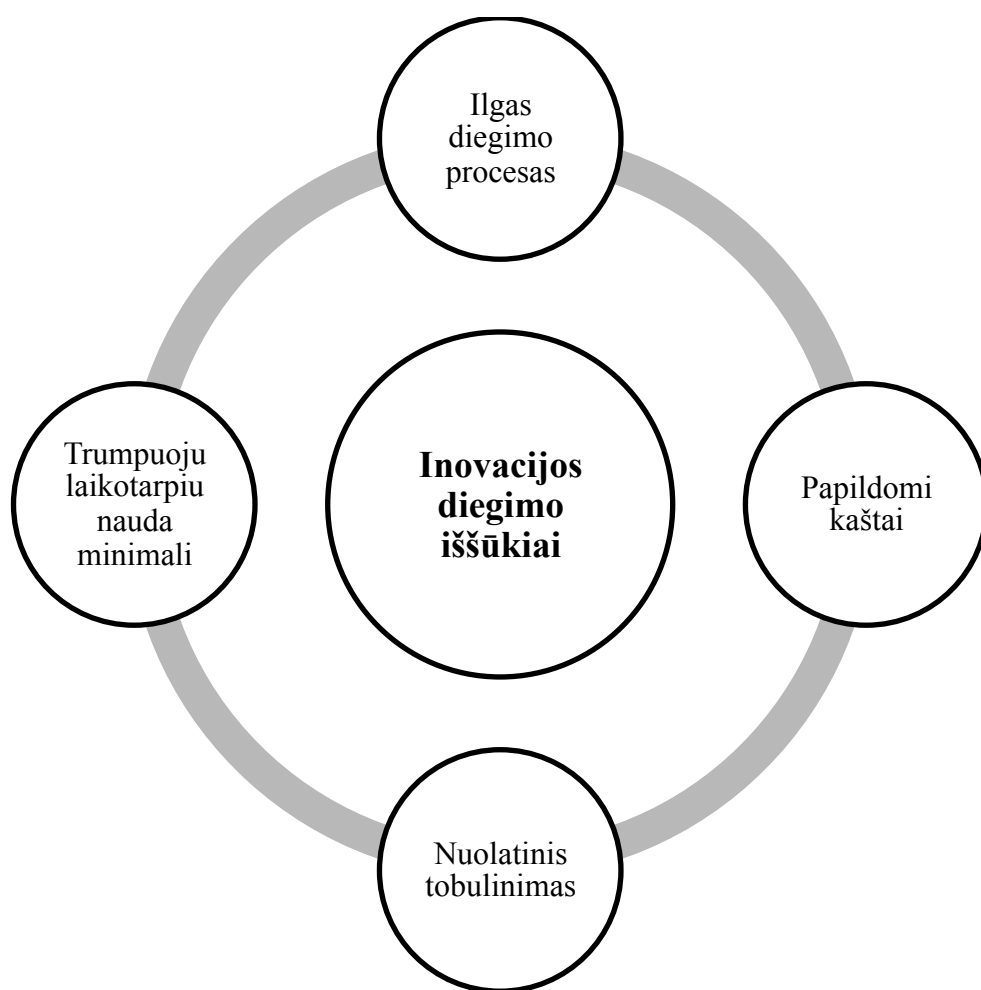 Ilgas
diegimo
procesas
Trumpuoju
laikotarpiu
nauda
minimali
Inovacijos
diegimo
iššūkiai
Papildomi
kaštai
Nuolatinis
tobulinimas